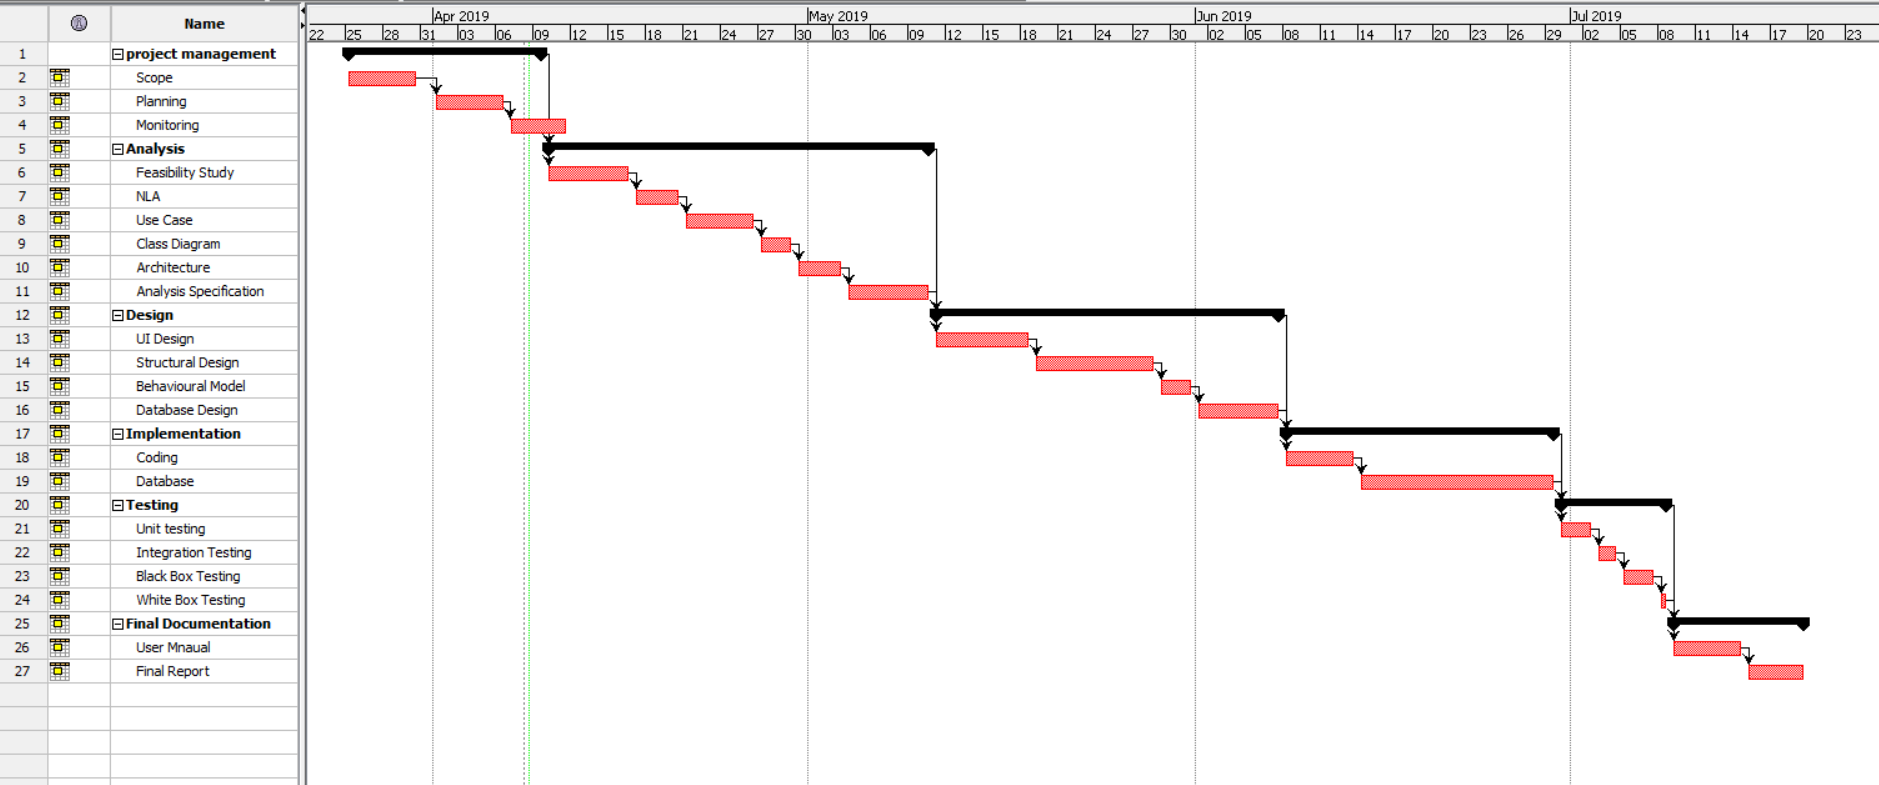 Apr 2019 May 2019 Jun 2019 Jul 2019
Name 22 25 28 31 03 06 09 12 15 18 21 24 27 30 03 06 09 12 15 18 21 24 27 30 02 05 08 11 14 17 20 23 26 29 02 05 08 11 14 17 20 23
1 project management
2 Scope
3 Planning
4 Monitoring
5 Analysis
6 Feasibility Study
7 NLA
8 Use Case
9 Class Diagram
10 Architecture
11 Analysis Specification
12 Design
13 UI Design
14 Structural Design
15 Behavioural Model
16 Database Design
17 Implementation
18 Coding
19 Database
20 Testing
21 Unit testing
22 Integration Testing
23 Black Box Testing
24 White Box Testing
25 Final Documentation
26 User Mnaual
27 Final Report